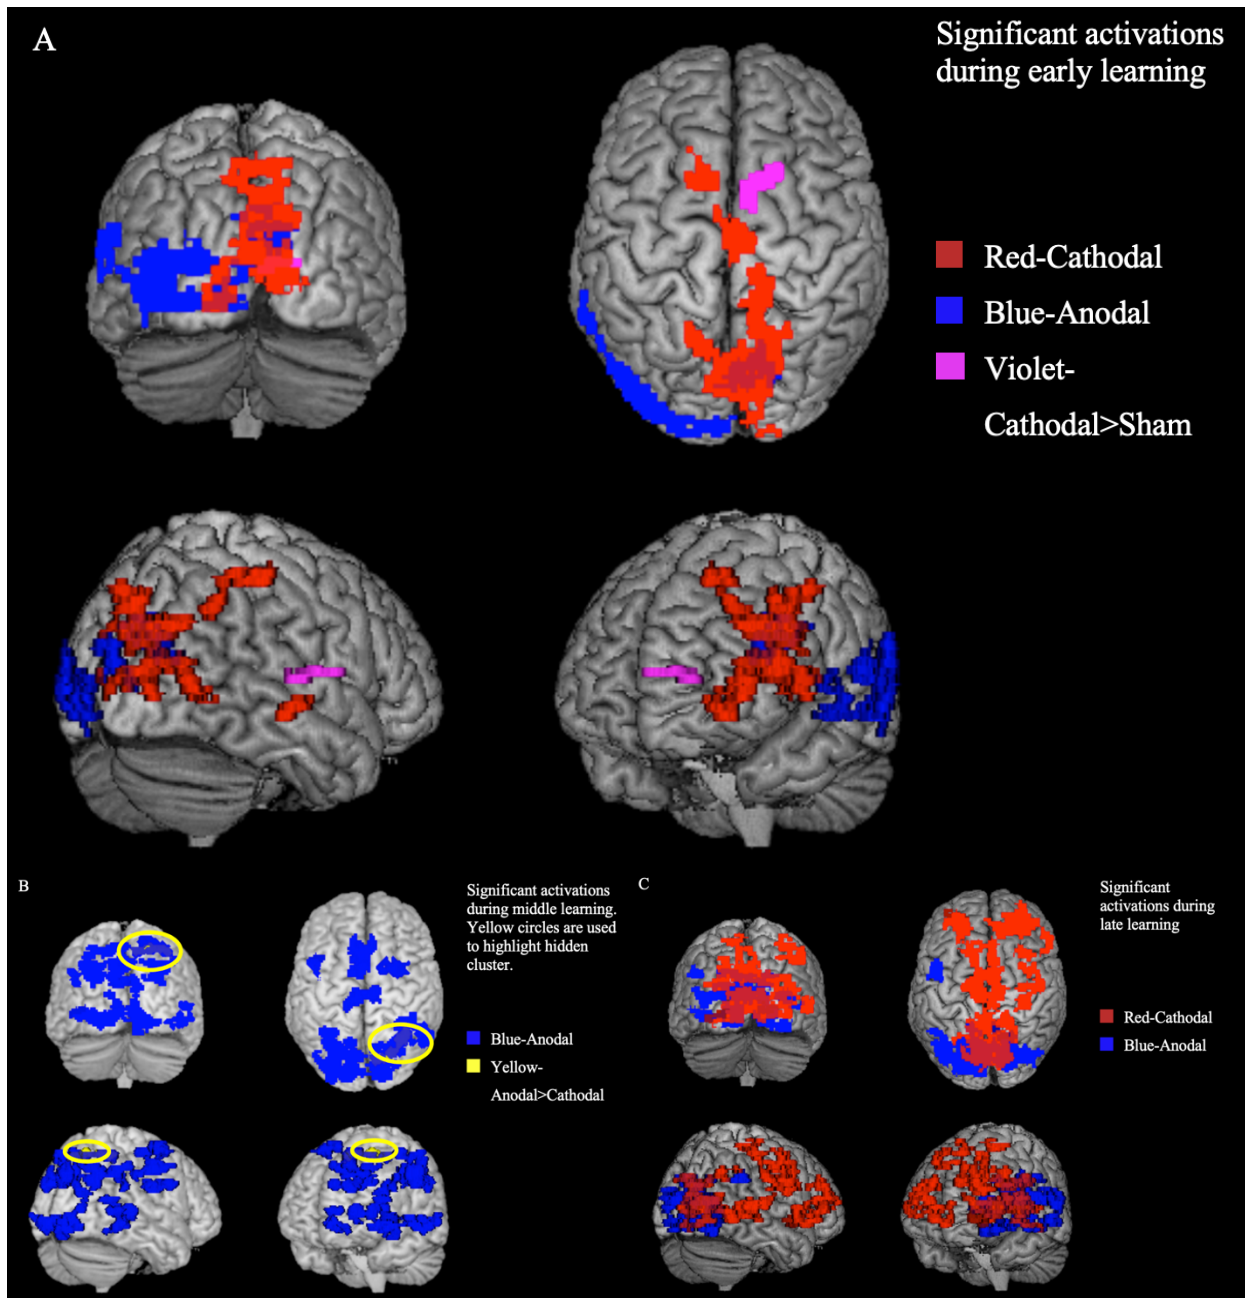 A
Significant activations
during early learning
Red-Cathodal
Blue-Anodal
Violet-
Cathodal>Sham
B
Significant activations
during middle learning.
Yellow circles are used
to highlight hidden
cluster.
Blue-Anodal
Yellow-
Anodal>Cathodal
C
Significant
activations during
late learning
Red-Cathodal
Blue-Anodal